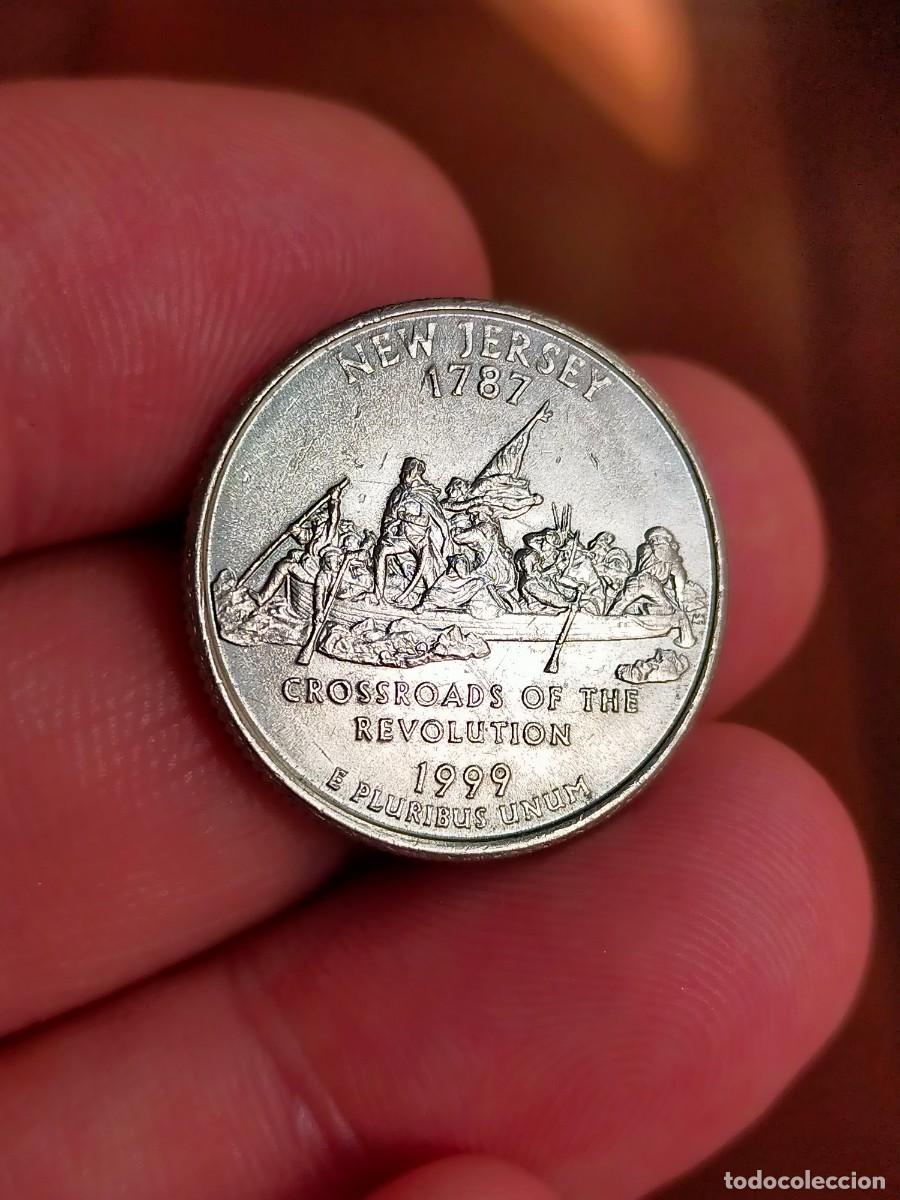 NEW JERSEY
1787
CROSSROADS OF THE
REVOLUTION
1999
E PLURIBUS UNUM
todocoleccion